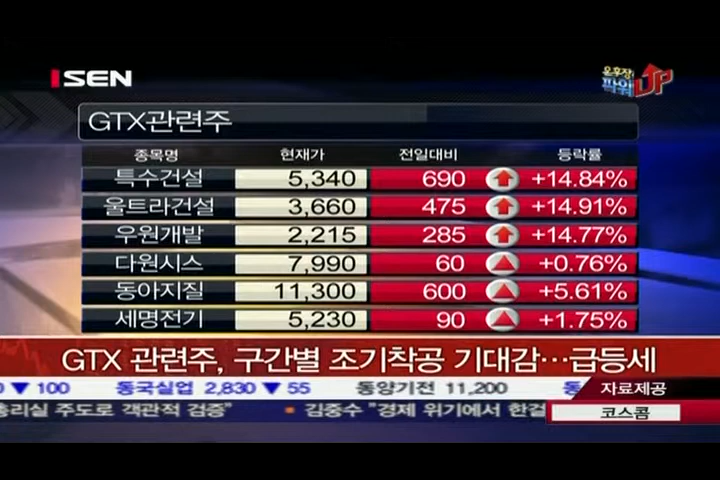 SEN
오후장 파워 UP
GTX관련주
종목명 현재가 전일대비 등락률
특수건설 5,340 690 +14.84%
울트라건설 3,660 475 +14.91%
우원개발 2,215 285 +14.77%
다원시스 7,990 60 +0.76%
동아지질 11,300 600 +5.61%
세명전기 5,230 90 +1.75%
GTX 관련주, 구간별 조기착공 기대감…급등세
0 ▼ 100 동국실업 2,830 ▼ 55 동양기전 11,200 자료제공
총리실 주도로 객관적 검증” ▪ 김중수 “경제 위기에서 한걸 코스콤